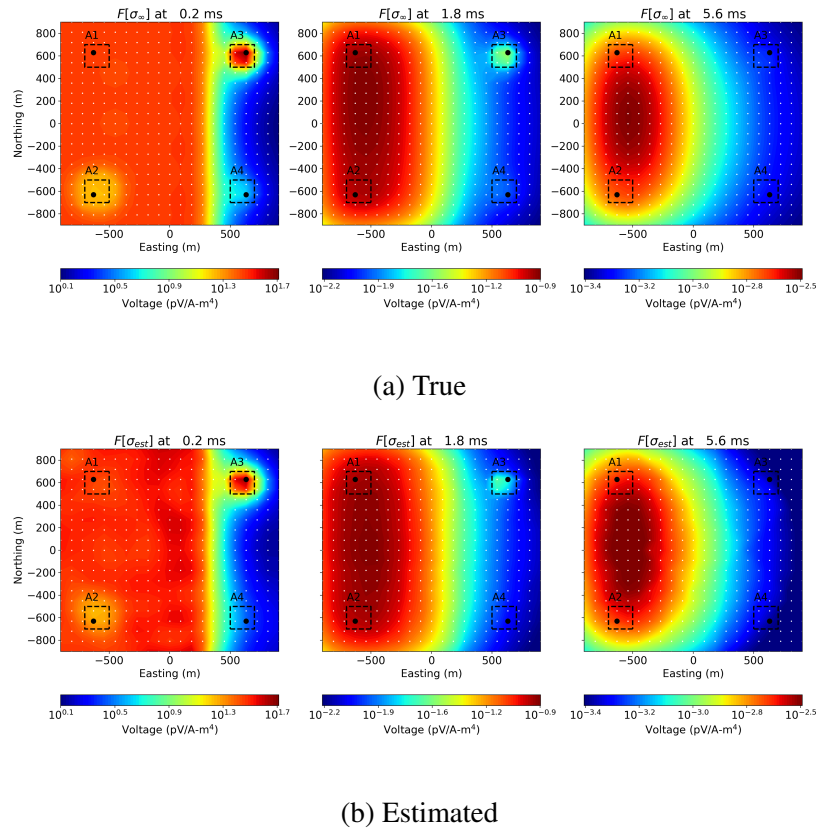 F[σ∞] at 0.2 ms
F[σ∞] at 1.8 ms
F[σ∞] at 5.6 ms
A1 A3 A1 A3 A1 A3
A2 A4 A2 A4 A2 A4
Northing (m)
800
600
400
200
0
−200
−400
−600
−800
−500 0 500 −500 0 500 −500 0 500
Easting (m) Easting (m) Easting (m)
10^0.1 10^0.5 10^0.9 10^1.3 10^1.7
10^−2.2 10^−1.9 10^−1.6 10^−1.2 10^−0.9
10^−3.4 10^−3.2 10^−3.0 10^−2.8 10^−2.5
Voltage (pV/A-m^4) Voltage (pV/A-m^4) Voltage (pV/A-m^4)
(a) True
F[σest] at 0.2 ms
F[σest] at 1.8 ms
F[σest] at 5.6 ms
A1 A3 A1 A3 A1 A3
A2 A4 A2 A4 A2 A4
Northing (m)
800
600
400
200
0
−200
−400
−600
−800
−500 0 500 −500 0 500 −500 0 500
Easting (m) Easting (m) Easting (m)
10^0.1 10^0.5 10^0.9 10^1.3 10^1.7
10^−2.2 10^−1.9 10^−1.6 10^−1.2 10^−0.9
10^−3.4 10^−3.2 10^−3.0 10^−2.8 10^−2.5
Voltage (pV/A-m^4) Voltage (pV/A-m^4) Voltage (pV/A-m^4)
(b) Estimated